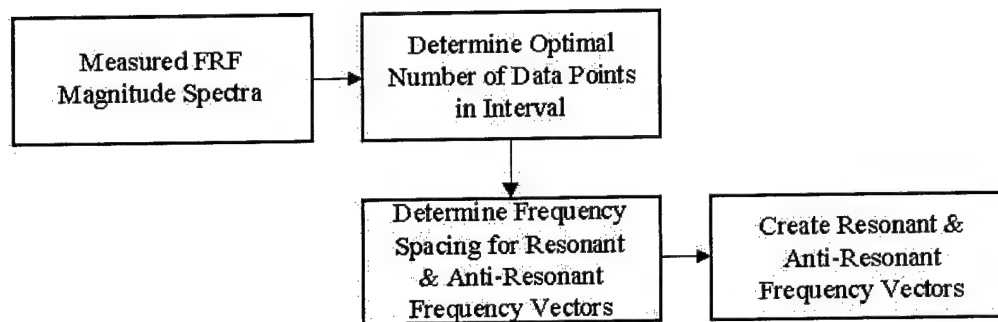 Measured FRF
Magnitude Spectra
Determine Optimal
Number of Data Points
in Interval
Determine Frequency
Spacing for Resonant
& Anti-Resonant
Frequency Vectors
Create Resonant &
Anti-Resonant
Frequency Vectors